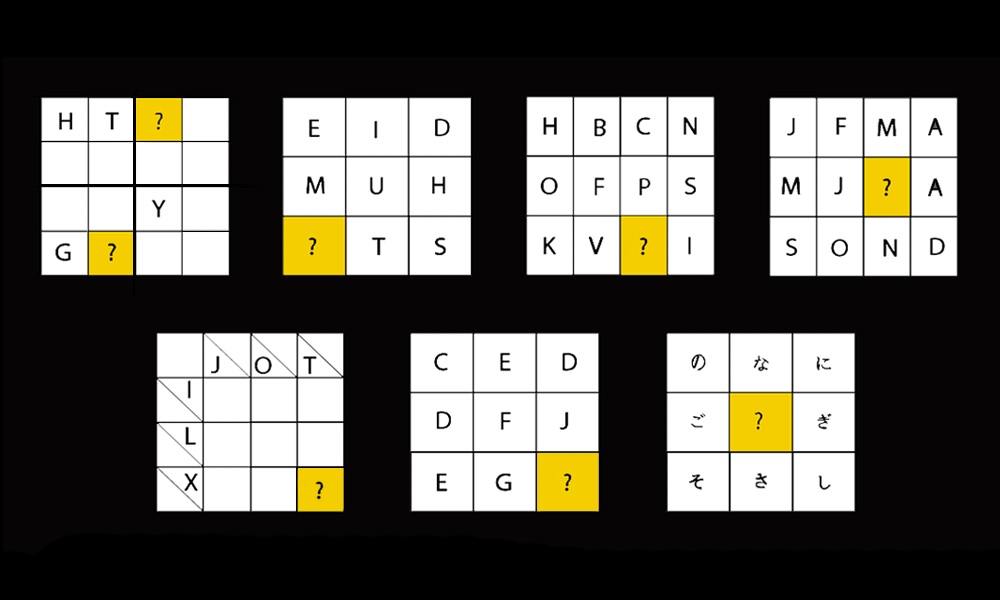 H T ?
Y
G ?
E I D
M U H
? T S
H B C N
O F P S
K V ? I
J F M A
M J ? A
S O N D
J O T
I
L
X ?
C E D
D F J
E G ?
の な に
ご ? ぎ
そ さ し